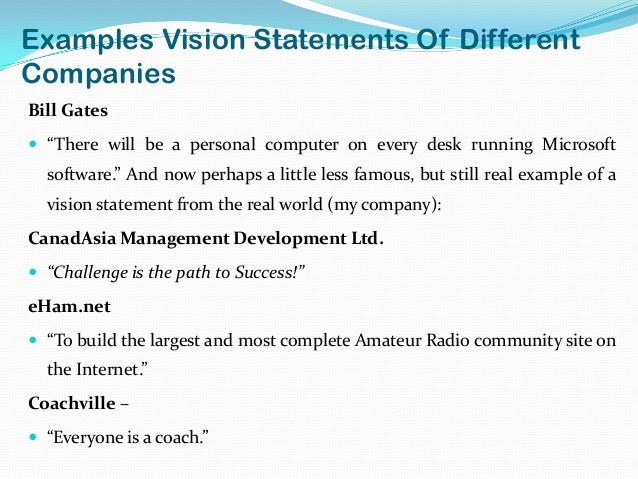 Examples Vision Statements Of Different
Companies
Bill Gates
• “There will be a personal computer on every desk running Microsoft
software.” And now perhaps a little less famous, but still real example of a
vision statement from the real world (my company):
CanadAsia Management Development Ltd.
• “Challenge is the path to Success!”
eHam.net
• “To build the largest and most complete Amateur Radio community site on
the Internet.”
Coachville –
• “Everyone is a coach.”